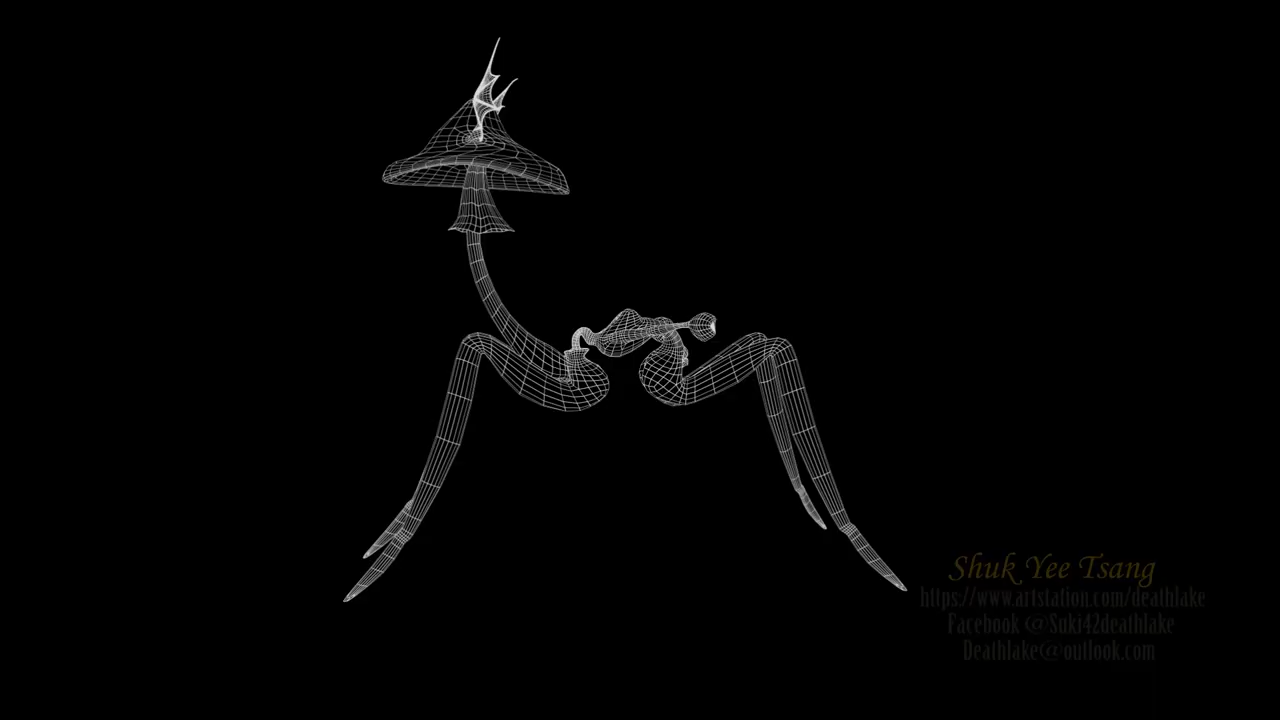 Shuk Yee Tsang
https://www.artstation.com/deathlake
Facebook @Suki42deathlake
Deathlake@outlook.com